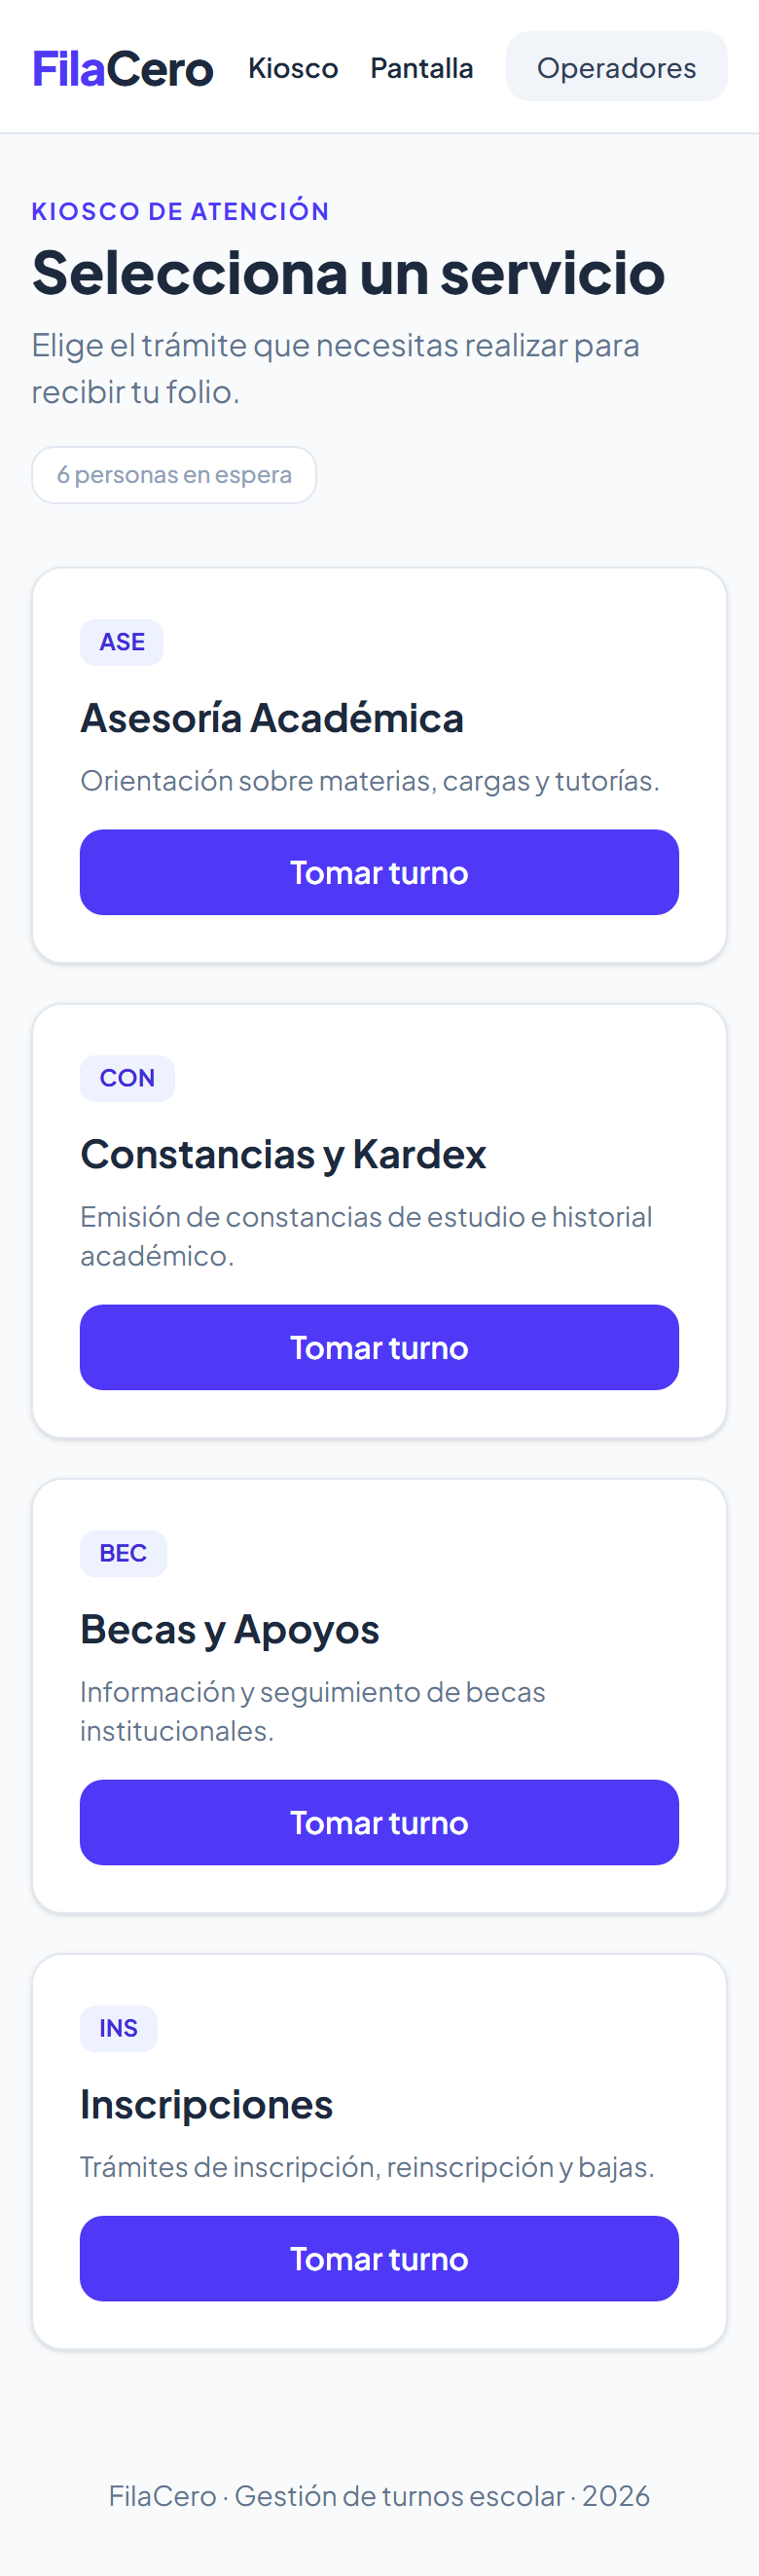 FilaCero Kiosco Pantalla Operadores
KIOSCO DE ATENCIÓN
Selecciona un servicio
Elige el trámite que necesitas realizar para
recibir tu folio.
6 personas en espera
ASE
Asesoría Académica
Orientación sobre materias, cargas y tutorías.
Tomar turno
CON
Constancias y Kardex
Emisión de constancias de estudio e historial
académico.
Tomar turno
BEC
Becas y Apoyos
Información y seguimiento de becas
institucionales.
Tomar turno
INS
Inscripciones
Trámites de inscripción, reinscripción y bajas.
Tomar turno
FilaCero · Gestión de turnos escolar · 2026